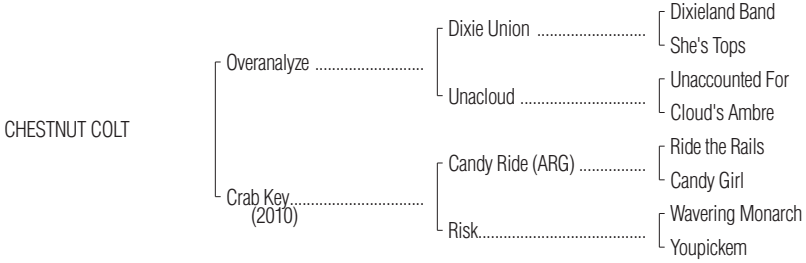 Dixieland Band
Dixie Union ..........................
She's Tops
Overanalyze ..........................
Unaccounted For
Unacloud ...............................
Cloud's Ambre
CHESTNUT COLT
Ride the Rails
Candy Ride (ARG) ................
Candy Girl
Crab Key.................................
(2010)
Wavering Monarch
Risk.........................................
Youpickem